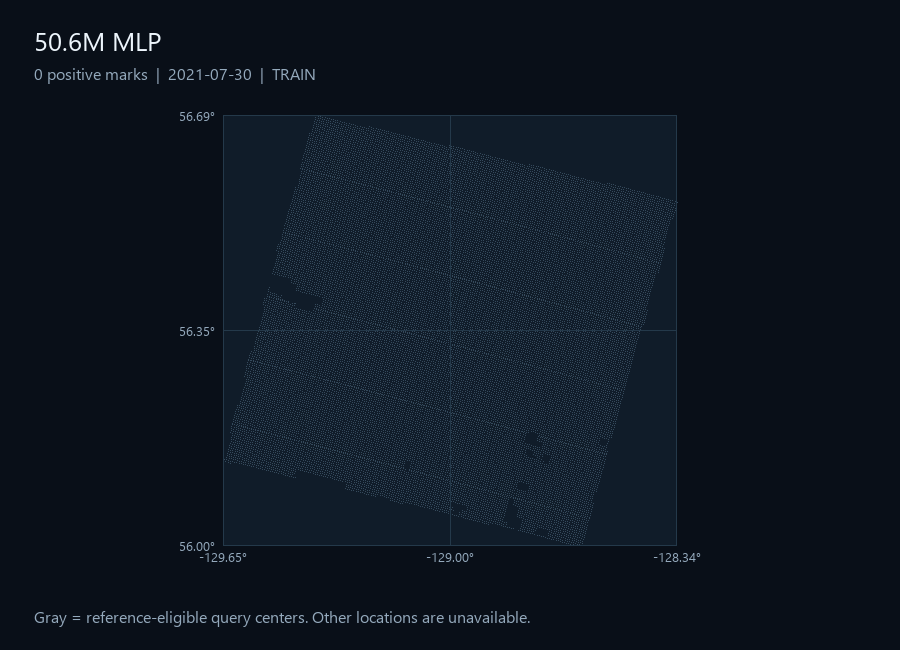 50.6M MLP
0 positive marks | 2021-07-30 | TRAIN
56.69°
56.35°
56.00°
-129.65° -129.00° -128.34°
Gray = reference-eligible query centers. Other locations are unavailable.